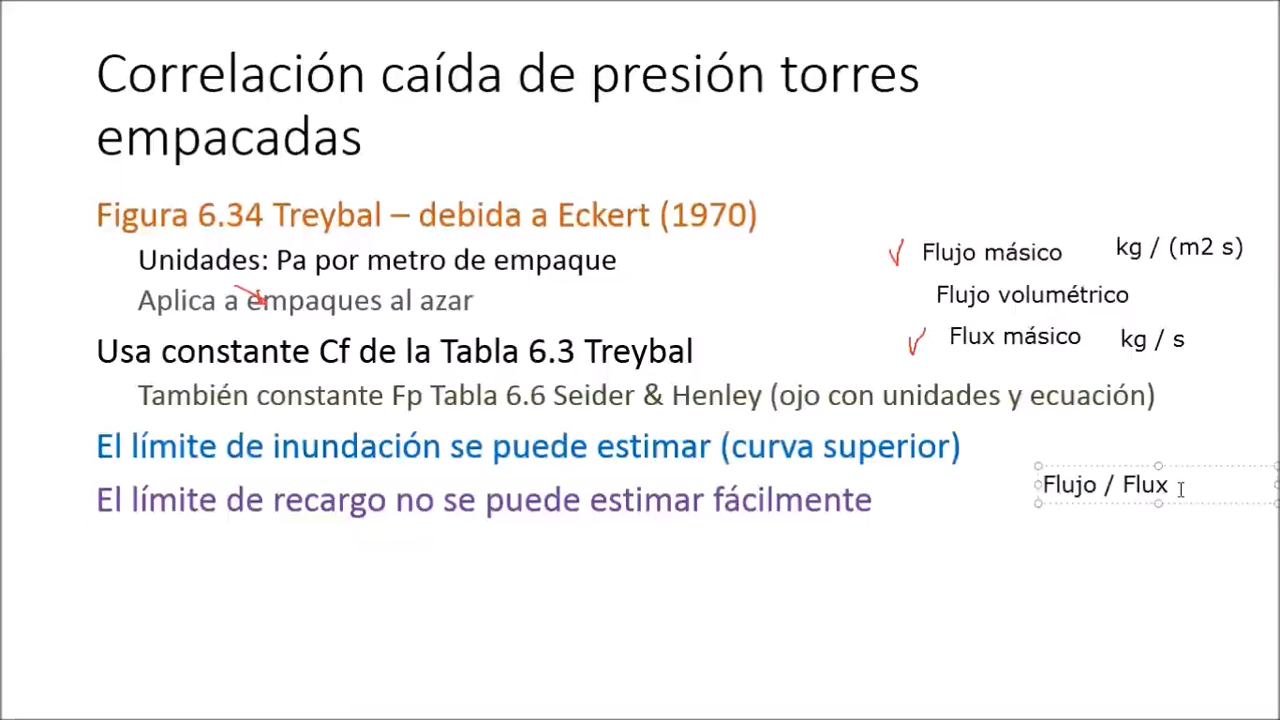 Correlación caída de presión torres
empacadas
Figura 6.34 Treybal – debida a Eckert (1970)
Unidades: Pa por metro de empaque
Aplica a empaques al azar
Flujo másico kg / (m2 s)
Flujo volumétrico
Flux másico kg / s
Usa constante Cf de la Tabla 6.3 Treybal
También constante Fp Tabla 6.6 Seider & Henley (ojo con unidades y ecuación)
El límite de inundación se puede estimar (curva superior)
Flujo / Flux
El límite de recargo no se puede estimar fácilmente